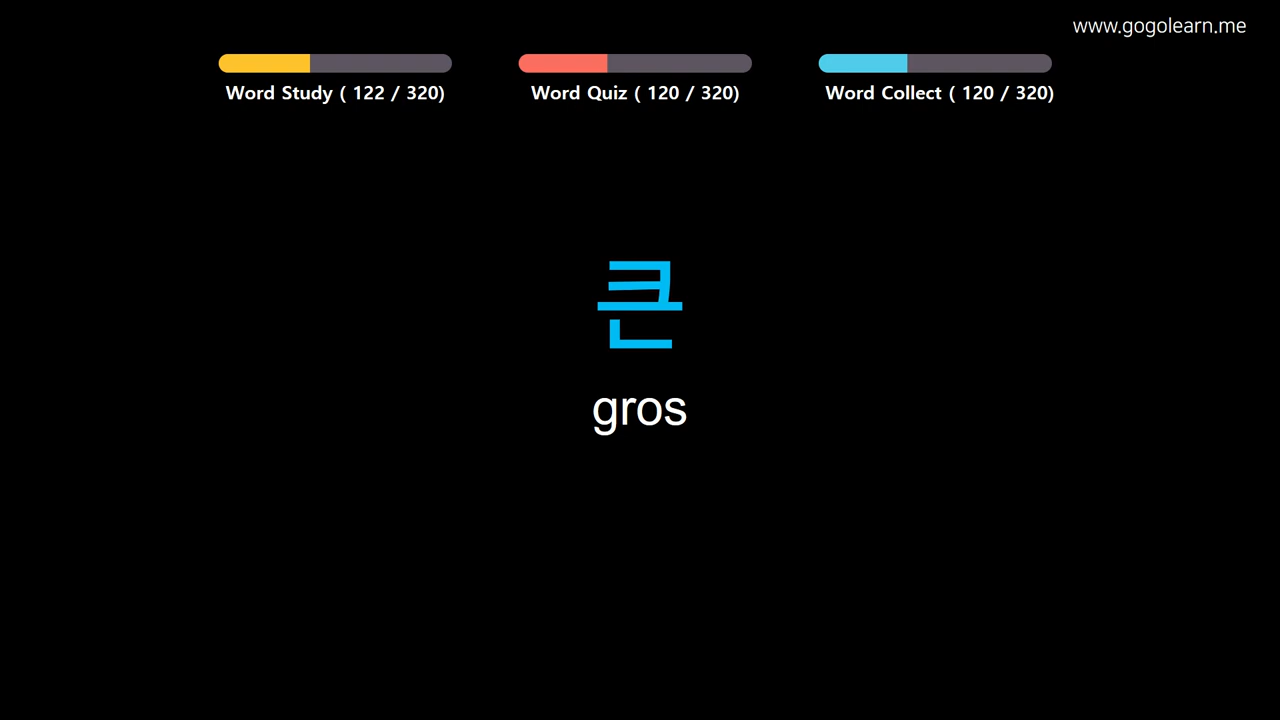 www.gogolearn.me
Word Study ( 122 / 320)
Word Quiz ( 120 / 320)
Word Collect ( 120 / 320)
큰
gros